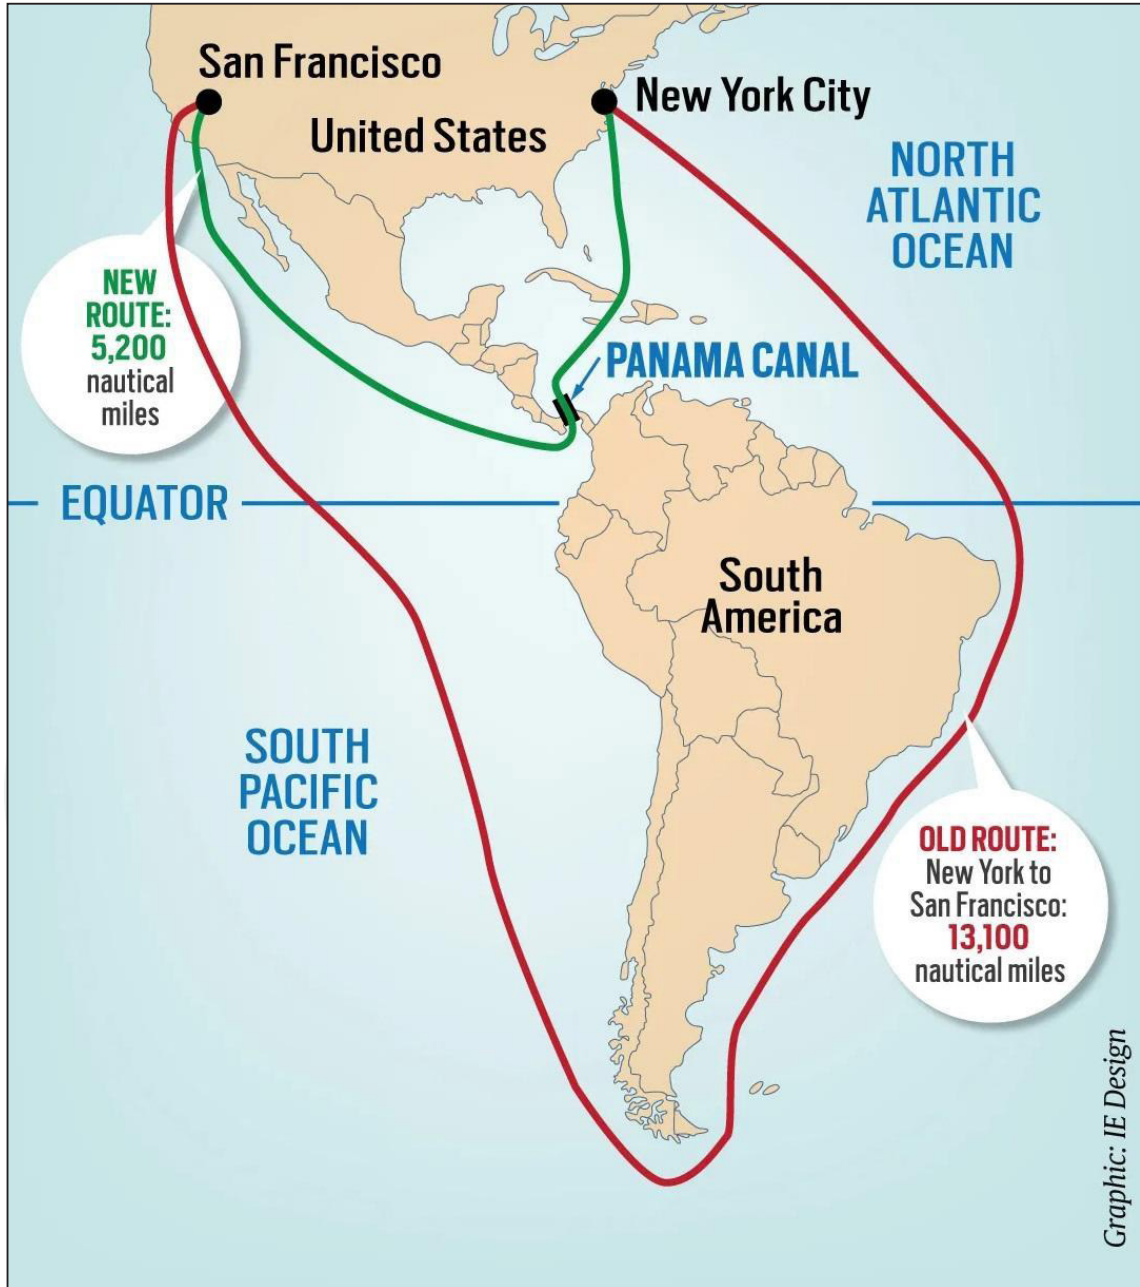 San Francisco
New York City
United States
NORTH
ATLANTIC
OCEAN
NEW
ROUTE:
5,200
nautical
miles
PANAMA CANAL
EQUATOR
South
America
SOUTH
PACIFIC
OCEAN
OLD ROUTE:
New York to
San Francisco:
13,100
nautical miles
Graphic: IE Design